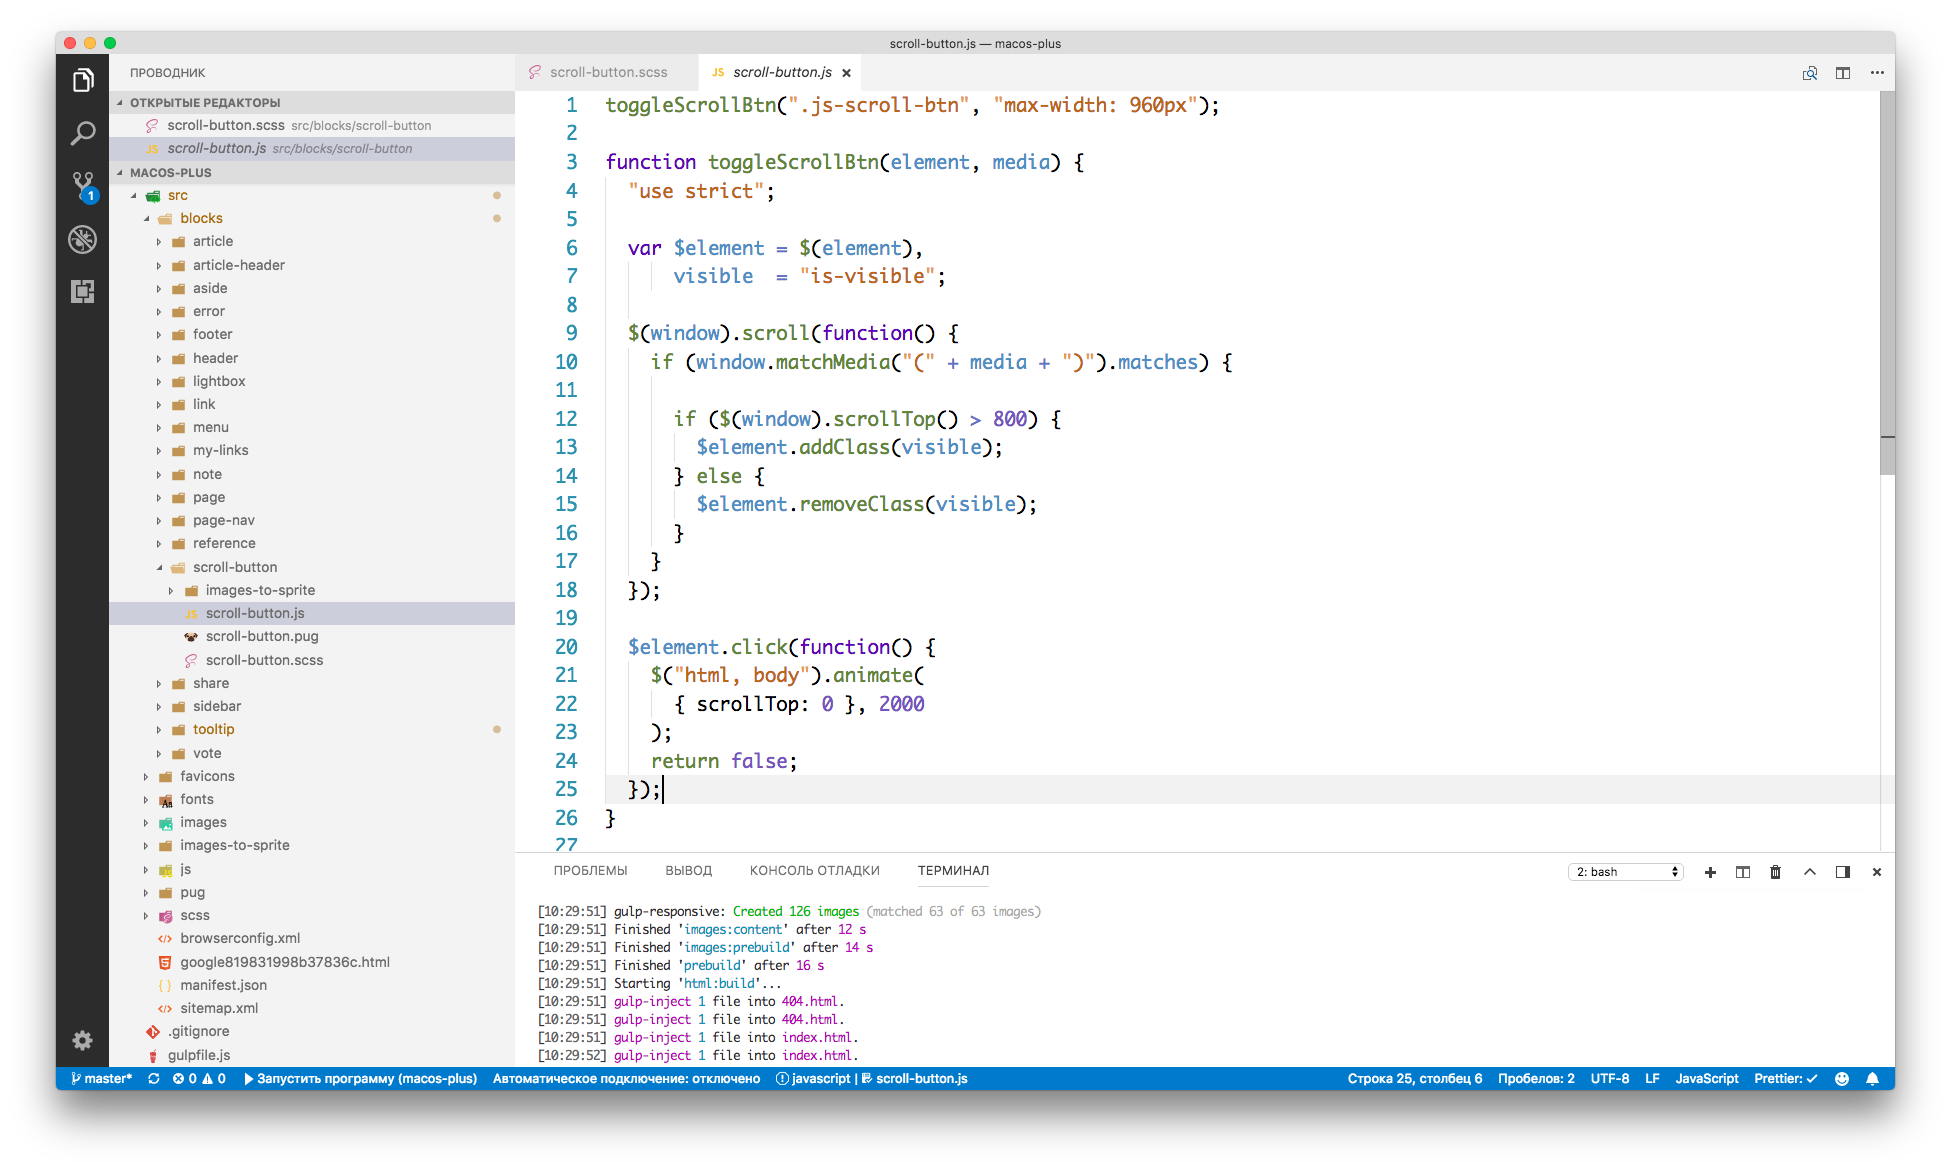 scroll-button.js — macos-plus
ПРОВОДНИК
ОТКРЫТЫЕ РЕДАКТОРЫ
scroll-button.scss src/blocks/scroll-button
JS scroll-button.js src/blocks/scroll-button
MACOS-PLUS
src
blocks
article
article-header
aside
error
footer
header
lightbox
link
menu
my-links
note
page
page-nav
reference
scroll-button
images-to-sprite
JS scroll-button.js
scroll-button.pug
scroll-button.scss
share
sidebar
tooltip
vote
favicons
fonts
images
images-to-sprite
js
pug
scss
browserconfig.xml
google819831998b37836c.html
manifest.json
sitemap.xml
.gitignore
gulpfile.js
1
scroll-button.scss
JS scroll-button.js
1 toggleScrollBtn(".js-scroll-btn", "max-width: 960px");
2
3 function toggleScrollBtn(element, media) {
4 "use strict";
5
6 var $element = $(element),
7 visible = "is-visible";
8
9 $(window).scroll(function() {
10 if (window.matchMedia("(" + media + ")").matches) {
11
12 if ($(window).scrollTop() > 800) {
13 $element.addClass(visible);
14 } else {
15 $element.removeClass(visible);
16 }
17 }
18 });
19
20 $element.click(function() {
21 $("html, body").animate(
22 { scrollTop: 0 }, 2000
23 );
24 return false;
25 });
26 }
27
ПРОБЛЕМЫ ВЫВОД КОНСОЛЬ ОТЛАДКИ ТЕРМИНАЛ 2: bash
[10:29:51] gulp-responsive: Created 126 images (matched 63 of 63 images)
[10:29:51] Finished 'images:content' after 12 s
[10:29:51] Finished 'images:prebuild' after 14 s
[10:29:51] Finished 'prebuild' after 16 s
[10:29:51] Starting 'html:build'...
[10:29:51] gulp-inject 1 file into 404.html.
[10:29:51] gulp-inject 1 file into 404.html.
[10:29:51] gulp-inject 1 file into index.html.
[10:29:52] gulp-inject 1 file into index.html.
master* 0 0 Запустить программу (macos-plus) Автоматическое подключение: отключено javascript | scroll-button.js Строка 25, столбец 6 Пробелов: 2 UTF-8 LF JavaScript Prettier: ✓